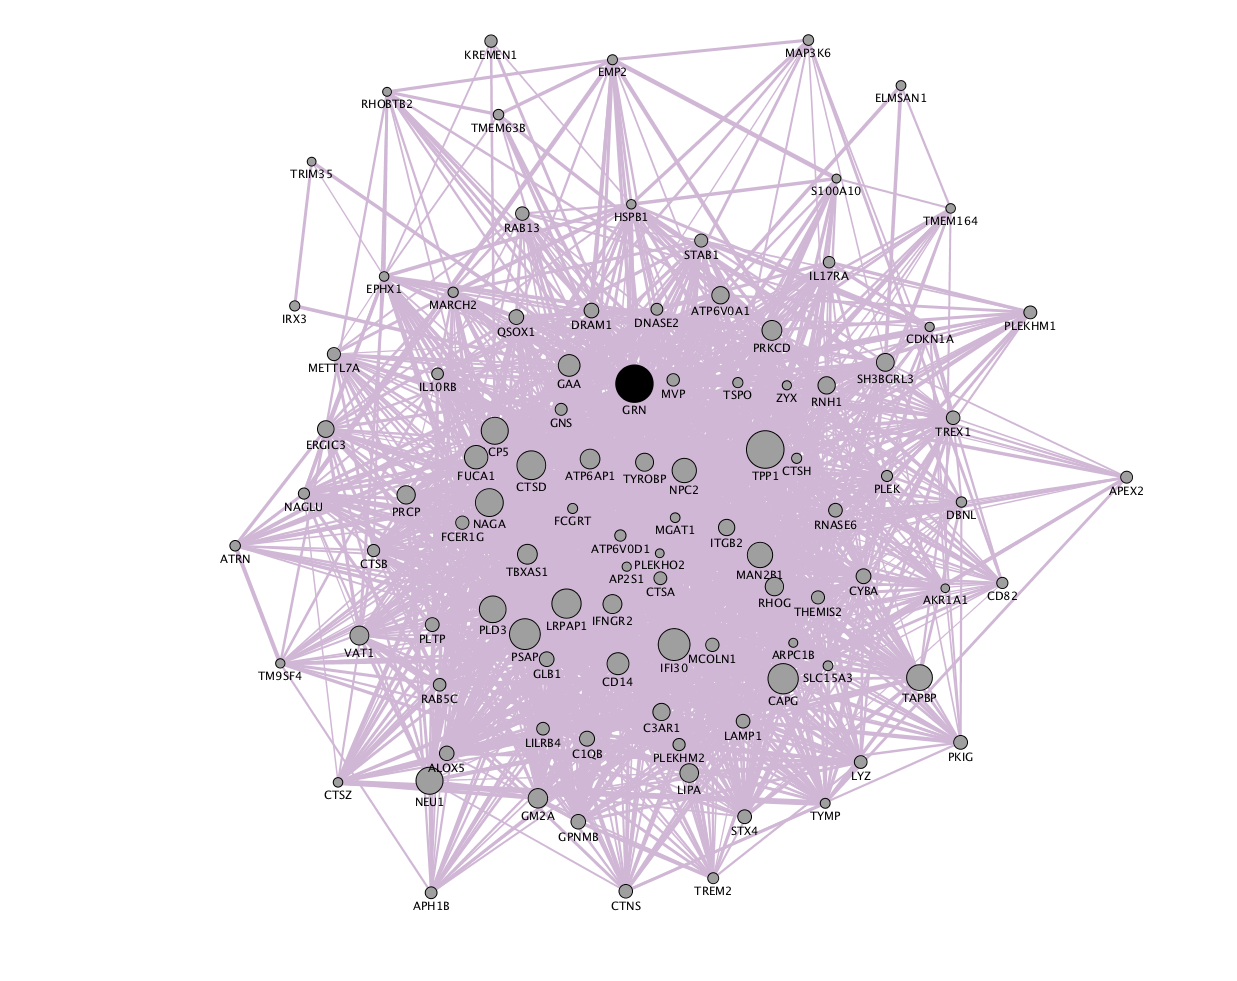 KREMEN1
MAP3K6
EMP2
ELMSAN1
RHOBTB2
TMEM63B
TRIM35
S100A10
HSPB1
TMEM164
RAB13
STAB1
IL17RA
EPHX1
MARCH2
IRX3
QSOX1
DRAM1
DNASE2
ATP6V0A1
PLEKHM1
CDKN1A
PRKCD
METTL7A
IL10RB
GAA
MVP
TSPO
ZYX
RNH1
SH3BGRL3
GRN
GNS
TREX1
ERGIC3
CP5
FUCA1
CTSD
ATP6AP1
TYROBP
NPC2
TPP1
CTSH
PLEK
APEX2
NAGLU
PRCP
NAGA
FCER1G
FCGRT
MGAT1
RNASE6
DBNL
ATRN
CTSB
TBXAS1
ATP6V0D1
PLEKHO2
AP2S1
CTSA
ITGB2
MAN2B1
RHOG
THEMIS2
CYBA
AKR1A1
CD82
VAT1
PLTP
PLD3
LRPAP1
IFNGR2
PSAP
GLB1
CD14
IFI30
MCOLN1
ARPC1B
SLC15A3
CAPG
TAPBP
TM9SF4
RAB5C
C3AR1
LAMP1
LILRB4
C1QB
PLEKHM2
LIPA
PKIG
LYZ
ALOX5
NEU1
CTSZ
GM2A
GPNMB
STX4
TYMP
APH1B
CTNS
TREM2